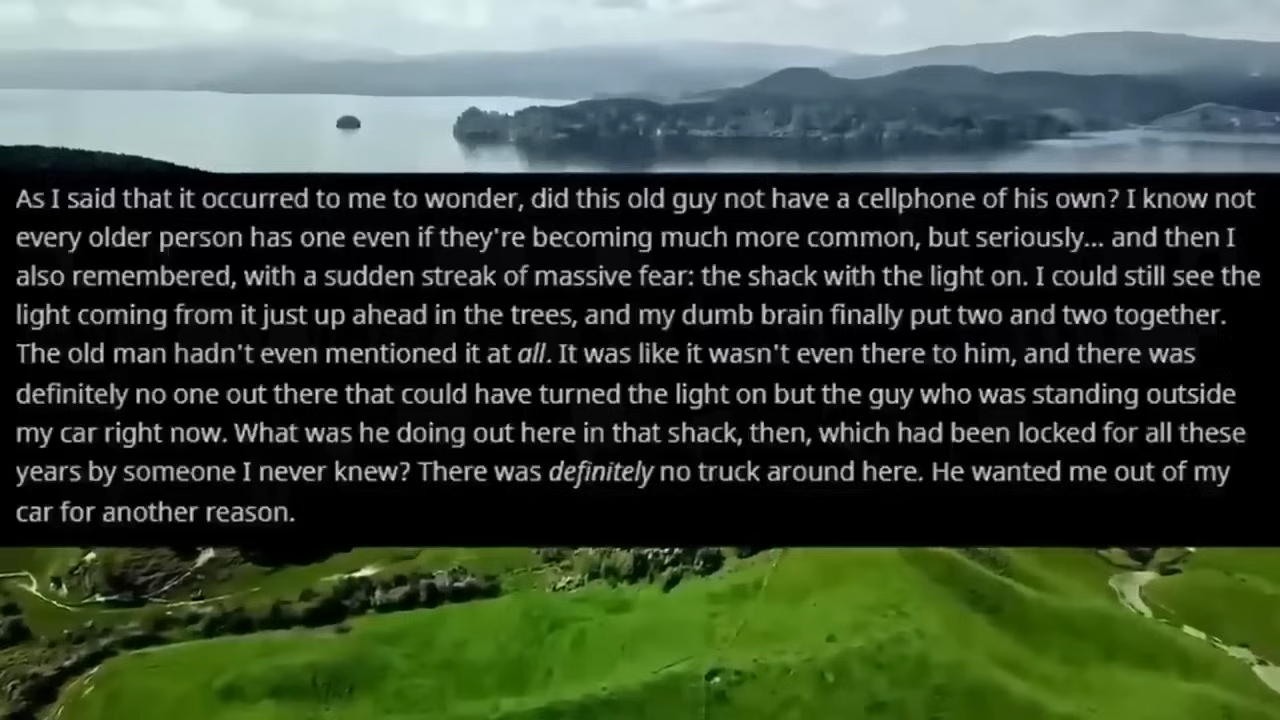 As I said that it occurred to me to wonder, did this old guy not have a cellphone of his own? I know not
every older person has one even if they're becoming much more common, but seriously... and then I
also remembered, with a sudden streak of massive fear: the shack with the light on. I could still see the
light coming from it just up ahead in the trees, and my dumb brain finally put two and two together.
The old man hadn't even mentioned it at all. It was like it wasn't even there to him, and there was
definitely no one out there that could have turned the light on but the guy who was standing outside
my car right now. What was he doing out here in that shack, then, which had been locked for all these
years by someone I never knew? There was definitely no truck around here. He wanted me out of my
car for another reason.